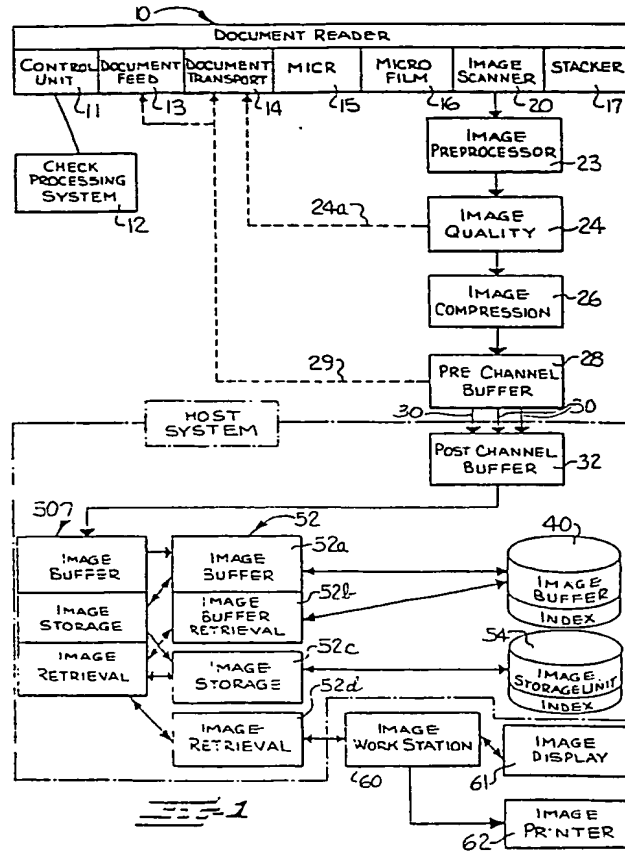 10
DOCUMENT READER
CONTROL UNIT
DOCUMENT FEED
DOCUMENT TRANSPORT
MICR
MICRO FILM
IMAGE SCANNER
STACKER
11
13
14
15
16
20
17
CHECK PROCESSING SYSTEM
12
IMAGE PREPROCESSOR
23
24a
IMAGE QUALITY
24
IMAGE COMPRESSION
26
28
29
PRE CHANNEL BUFFER
HOST SYSTEM
30
30
POST CHANNEL BUFFER
32
507
52
52a
40
IMAGE BUFFER
IMAGE BUFFER
IMAGE BUFFER
INDEX
52b
IMAGE STORAGE
IMAGE BUFFER RETRIEVAL
52c
54
IMAGE RETRIEVAL
IMAGE STORAGE
IMAGE STORAGE UNIT
INDEX
52d
IMAGE RETRIEVAL
IMAGE WORK STATION
IMAGE DISPLAY
60
61
-1
IMAGE PRINTER
62